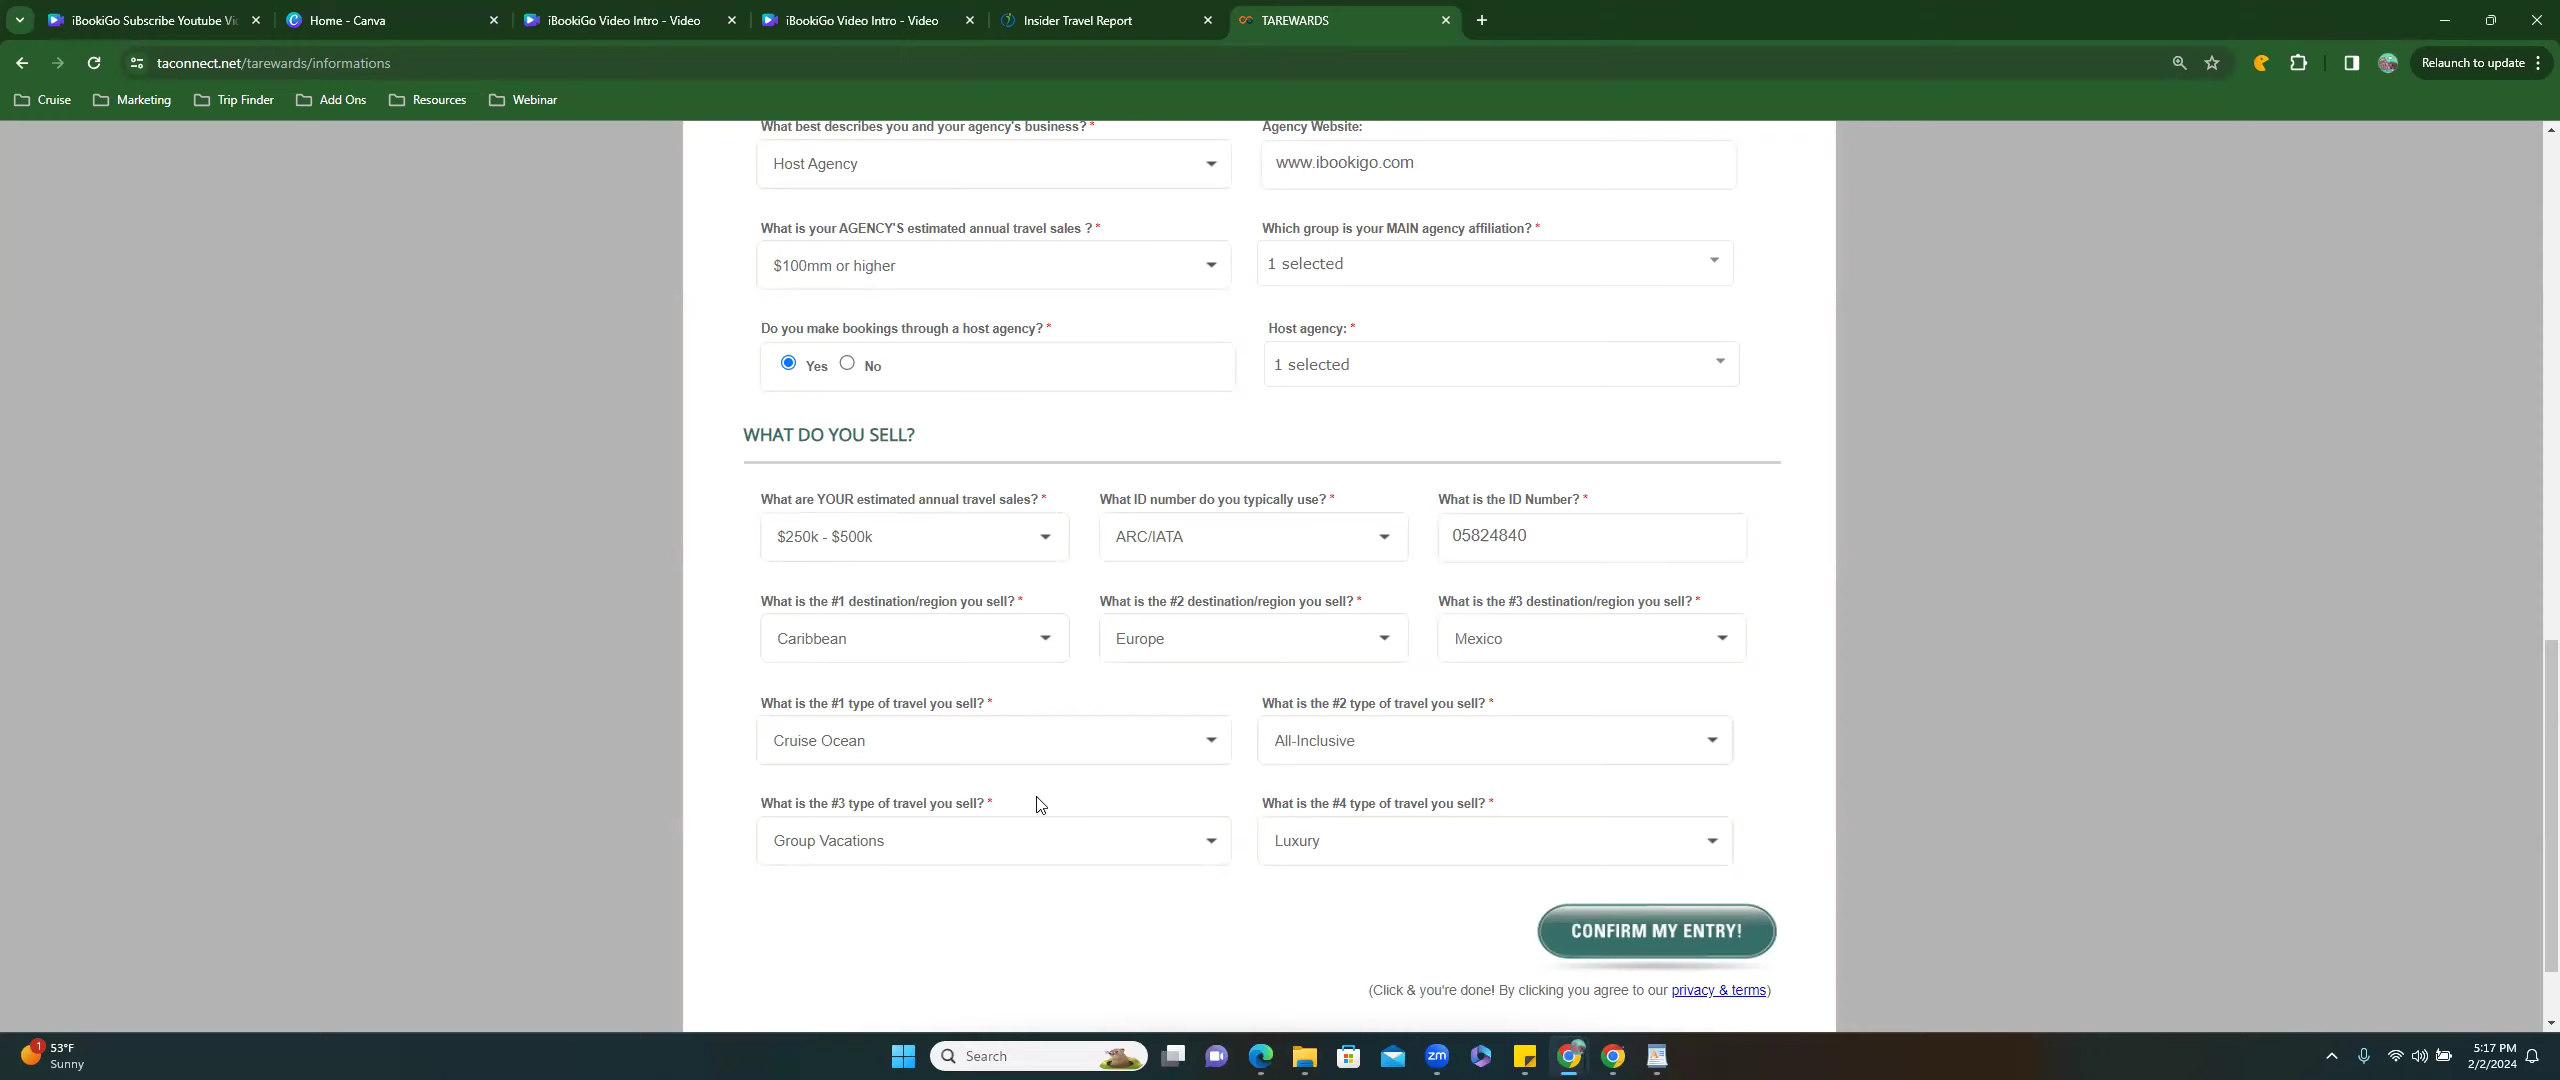 iBookiGo Subscribe Youtube Vi
Home - Canva
iBookiGo Video Intro - Video
iBookiGo Video Intro - Video
Insider Travel Report
TAREWARDS
taconnect.net/tarewards/informations
Relaunch to update
Cruise
Marketing
Trip Finder
Add Ons
Resources
Webinar
What best describes you and your agency's business? *
Agency Website:
Host Agency
www.ibookigo.com
What is your AGENCY'S estimated annual travel sales ? *
Which group is your MAIN agency affiliation? *
$100mm or higher
1 selected
Do you make bookings through a host agency? *
Host agency: *
Yes
No
1 selected
WHAT DO YOU SELL?
What are YOUR estimated annual travel sales? *
What ID number do you typically use? *
What is the ID Number? *
$250k - $500k
ARC/IATA
05824840
What is the #1 destination/region you sell? *
What is the #2 destination/region you sell? *
What is the #3 destination/region you sell? *
Caribbean
Europe
Mexico
What is the #1 type of travel you sell? *
What is the #2 type of travel you sell? *
Cruise Ocean
All-Inclusive
What is the #3 type of travel you sell? *
What is the #4 type of travel you sell? *
Group Vacations
Luxury
CONFIRM MY ENTRY!
(Click & you're done! By clicking you agree to our privacy & terms)
1
53°F
Sunny
Search
zm
5:17 PM
2/2/2024